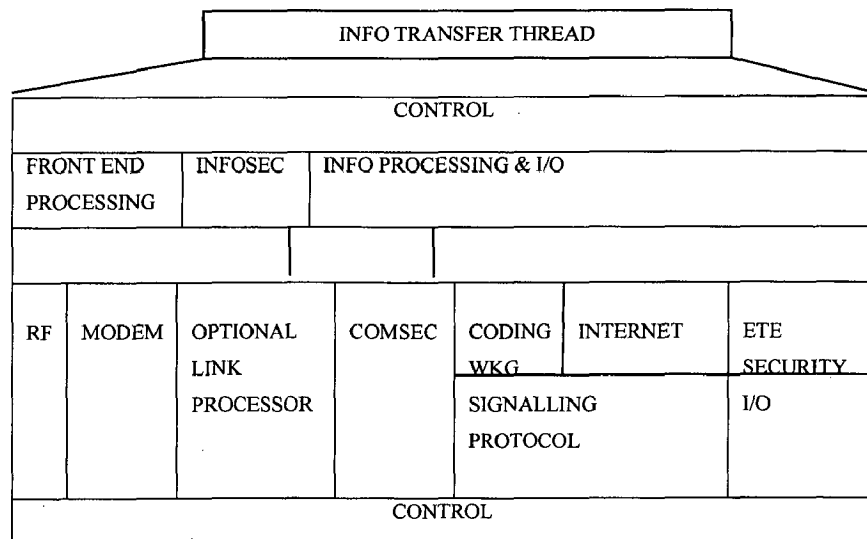 INFO TRANSFER THREAD
CONTROL
FRONT END
PROCESSING
INFOSEC
INFO PROCESSING & I/O
RF
MODEM
OPTIONAL
LINK
PROCESSOR
COMSEC
CODING
WKG
INTERNET
ETE
SECURITY
SIGNALLING
PROTOCOL
I/O
CONTROL